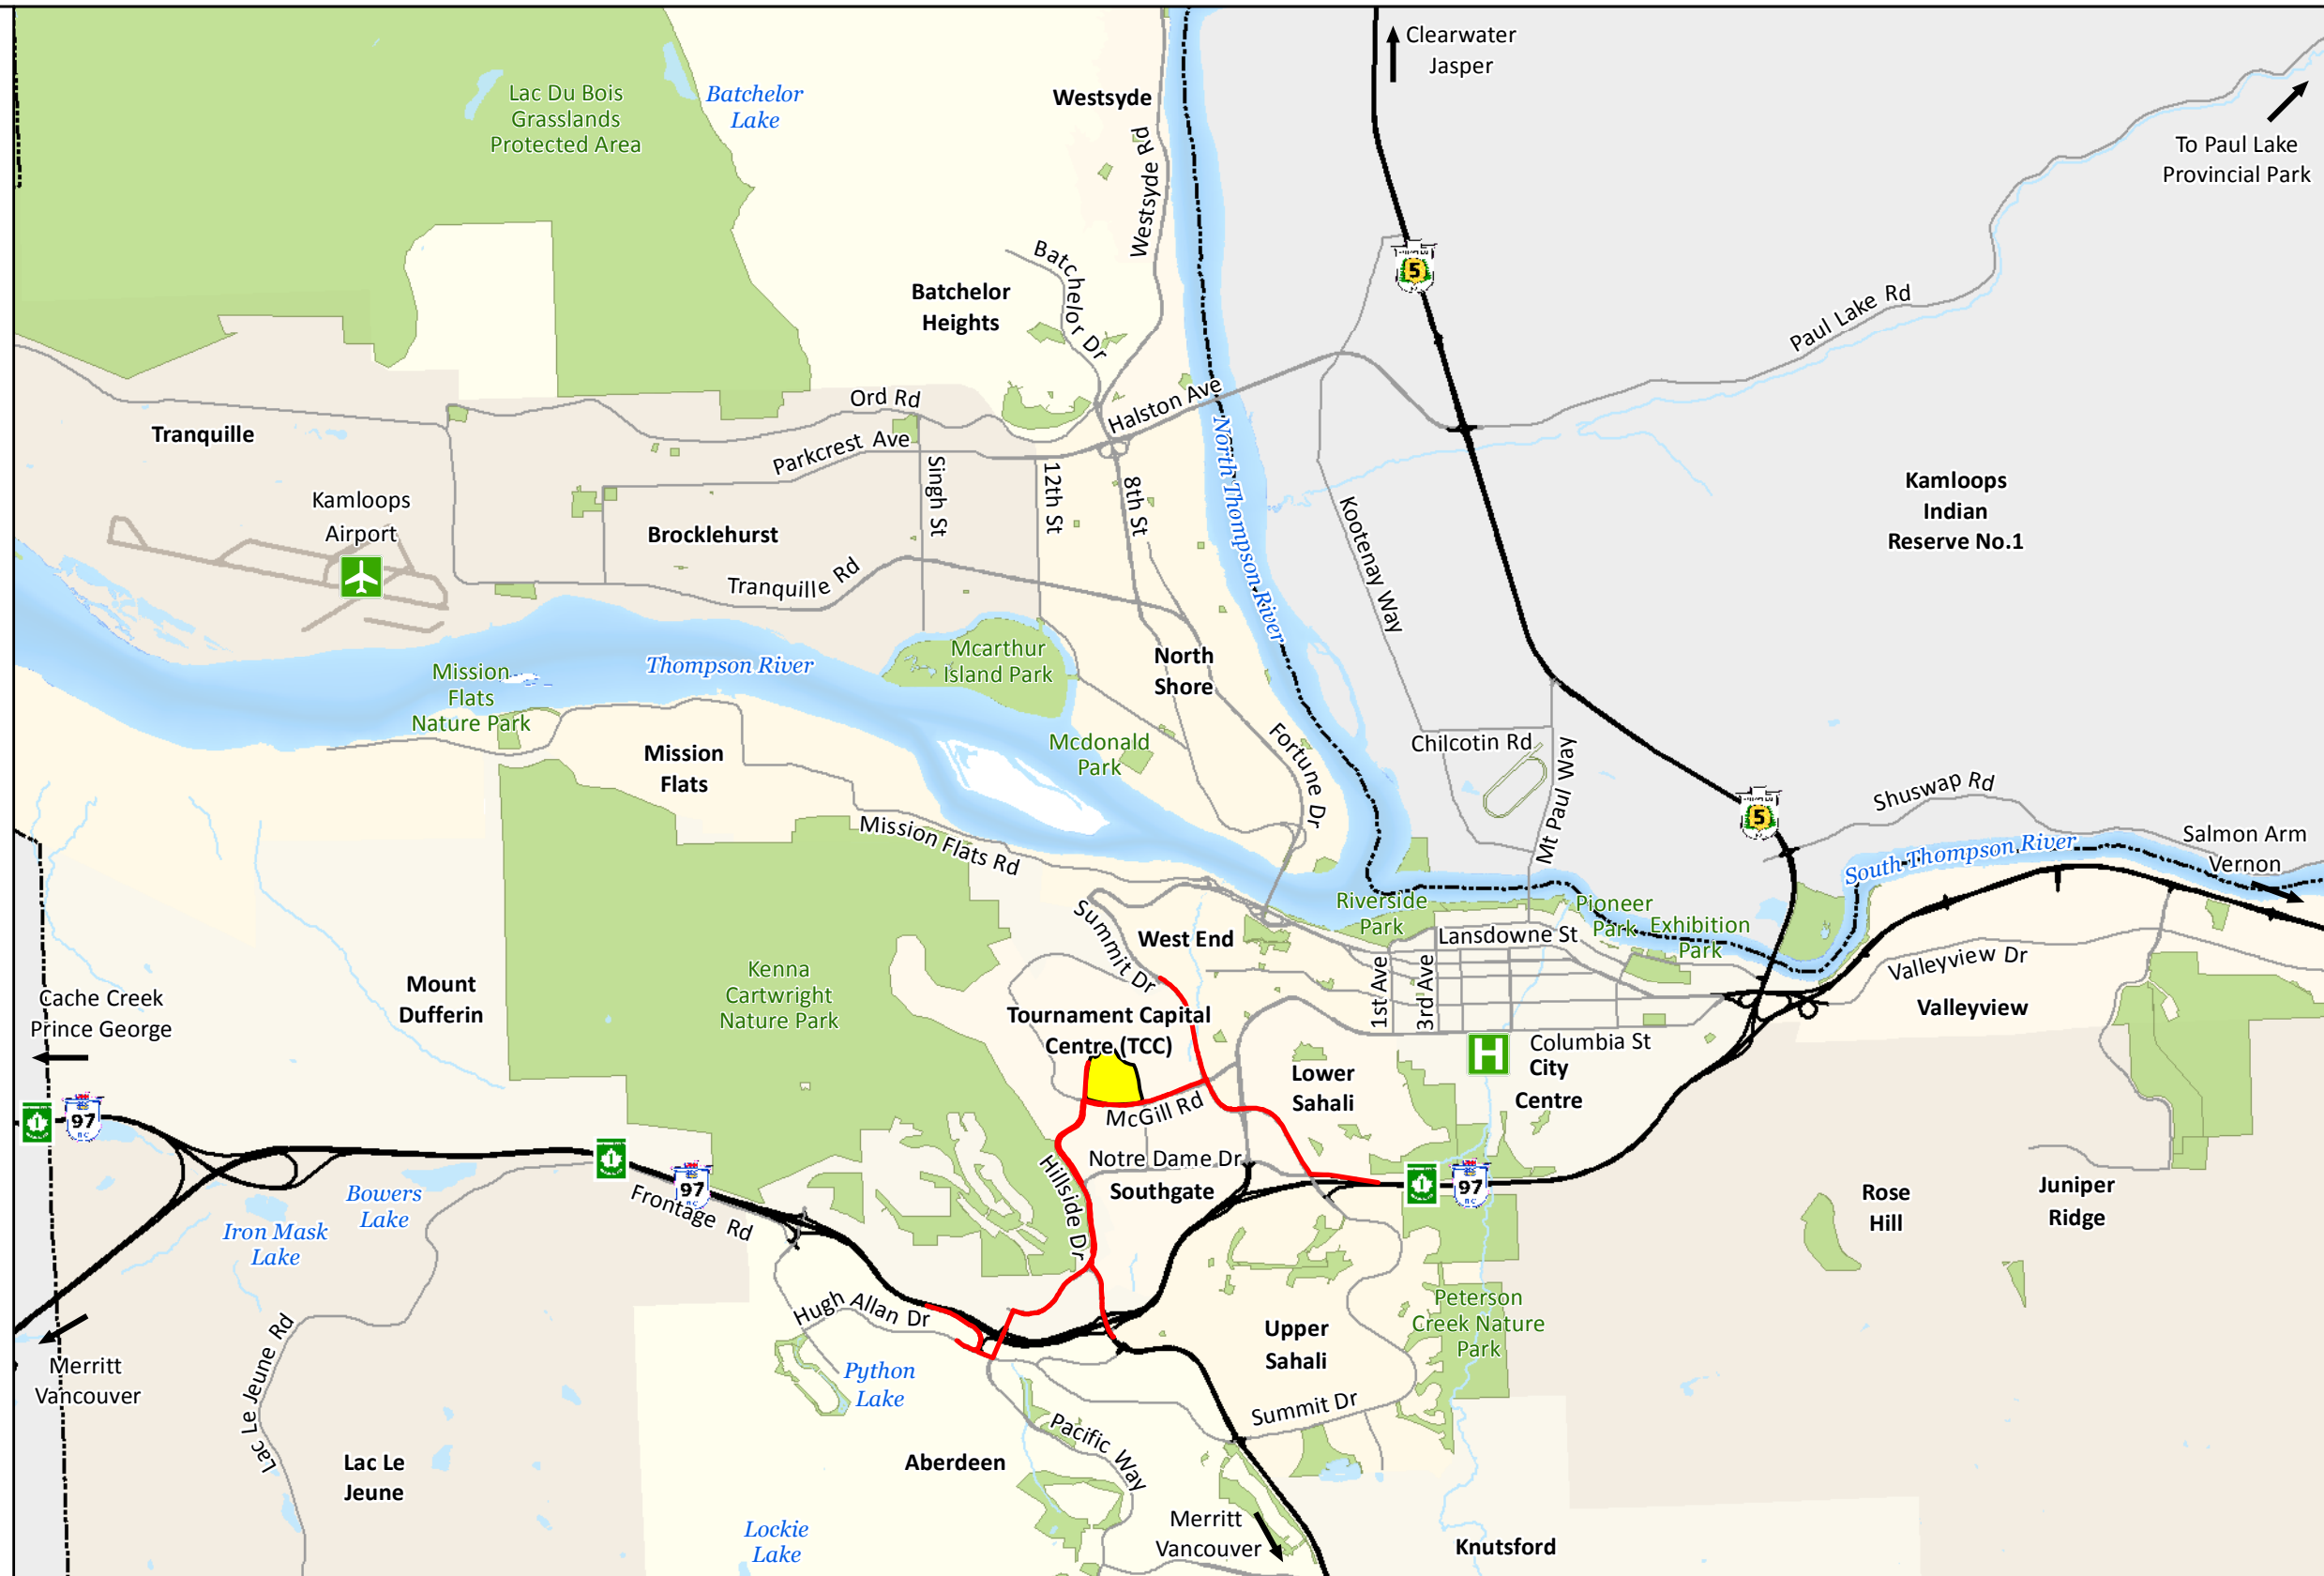 Clearwater
Jasper
Lac Du Bois
Grasslands
Protected Area
Batchelor
Lake
Westsyde
Westsyde Rd
To Paul Lake
Provincial Park
Batchelor Dr
Batchelor
Heights
5
Paul Lake Rd
Ord Rd
Halston Ave
Tranquille
Parkcrest Ave
Singh St
12th St
8th St
North Thompson River
Kamloops
Airport
Brocklehurst
Kootenay Way
Kamloops
Indian
Reserve No.1
Tranquille Rd
Thompson River
Mcarthur
Island Park
North
Shore
Mission
Flats
Nature Park
Mission
Flats
Mcdonald
Park
Fortune Dr
Chilcotin Rd
Mt Paul Way
5
Shuswap Rd
Mission Flats Rd
South Thompson River
Salmon Arm
Vernon
Summit Dr
West End
Riverside
Park
Pioneer
Park
Exhibition
Park
Lansdowne St
1st Ave
3rd Ave
Valleyview Dr
Valleyview
Kenna
Cartwright
Nature Park
Mount
Dufferin
Cache Creek
Prince George
Tournament Capital
Centre (TCC)
H
Columbia St
City
Centre
Lower
Sahali
McGill Rd
1
97
Notre Dame Dr
Southgate
Hillside Dr
1
97
Frontage Rd
1
97
Bowers
Lake
Iron Mask
Lake
Rose
Hill
Juniper
Ridge
Hugh Allan Dr
Peterson
Creek Nature
Park
Upper
Sahali
Python
Lake
Merritt
Vancouver
Lac Le Jeune Rd
Summit Dr
Pacific Way
Aberdeen
Lac Le
Jeune
Merritt
Vancouver
Lockie
Lake
Knutsford